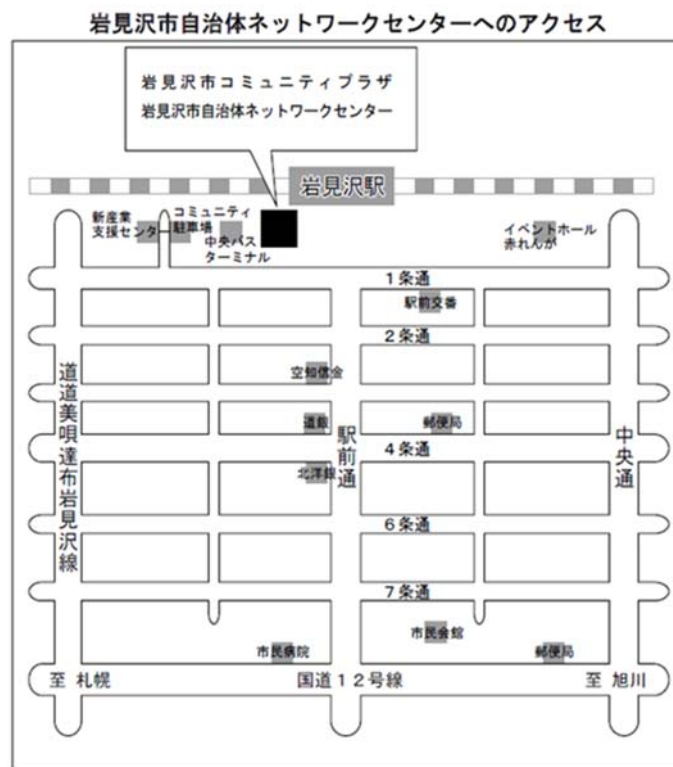 岩見沢市自治体ネットワークセンターへのアクセス
岩見沢市コミュニティプラザ
岩見沢市自治体ネットワークセンター
岩見沢駅
新産業
支援センター
コミュニティ
駐車場
中央バス
ターミナル
イベントホール
赤れんが
1条通
駅前交番
2条通
空知信金
道銀
郵便局
4条通
北洋銀
道道美唄達布岩見沢線
駅前通
中央通
6条通
7条通
市民会館
市民病院
郵便局
至 札幌
国道12号線
至 旭川